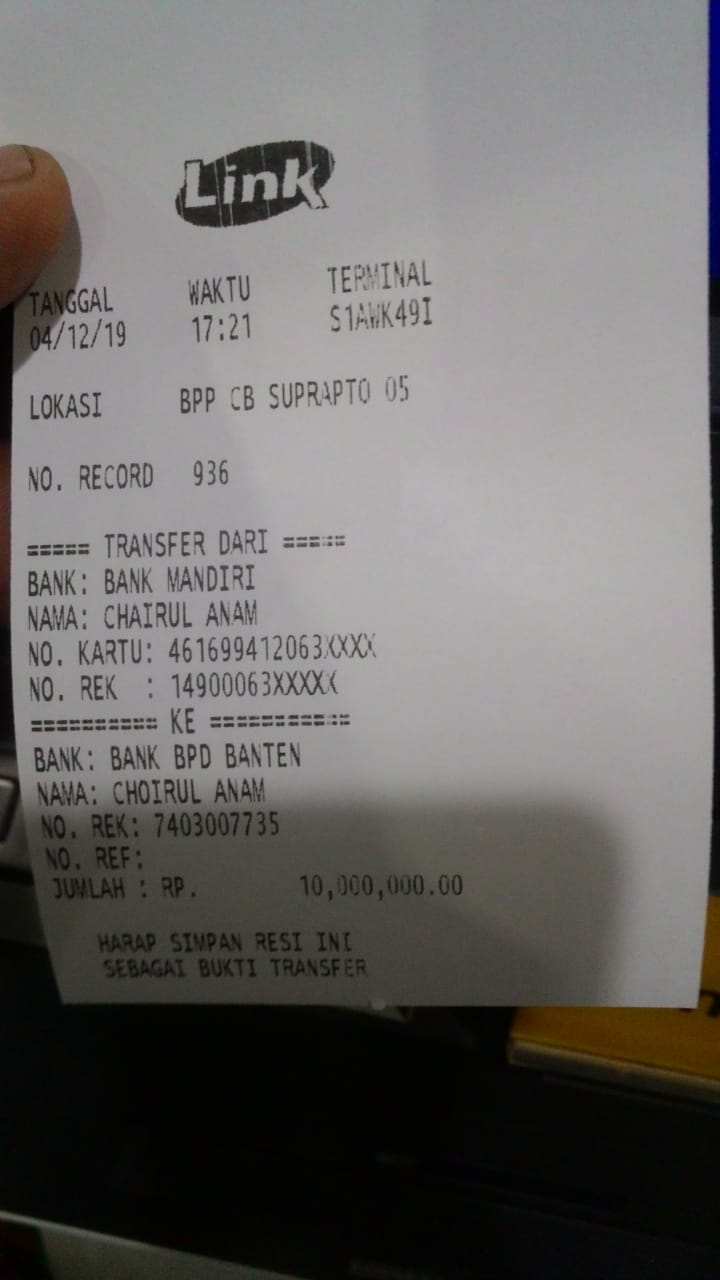 Link
TANGGAL WAKTU TERMINAL
04/12/19 17:21 S1AWK49I
LOKASI BPP CB SUPRAPTO 05
NO. RECORD 936
===== TRANSFER DARI =====
BANK: BANK MANDIRI
NAMA: CHAIRUL ANAM
NO. KARTU: 461699412063XXXX
NO. REK : 14900063XXXXX
========== KE ===========
BANK: BANK BPD BANTEN
NAMA: CHOIRUL ANAM
NO. REK: 7403007735
NO. REF:
JUMLAH : RP. 10,000,000.00
HARAP SIMPAN RESI INI
SEBAGAI BUKTI TRANSFER